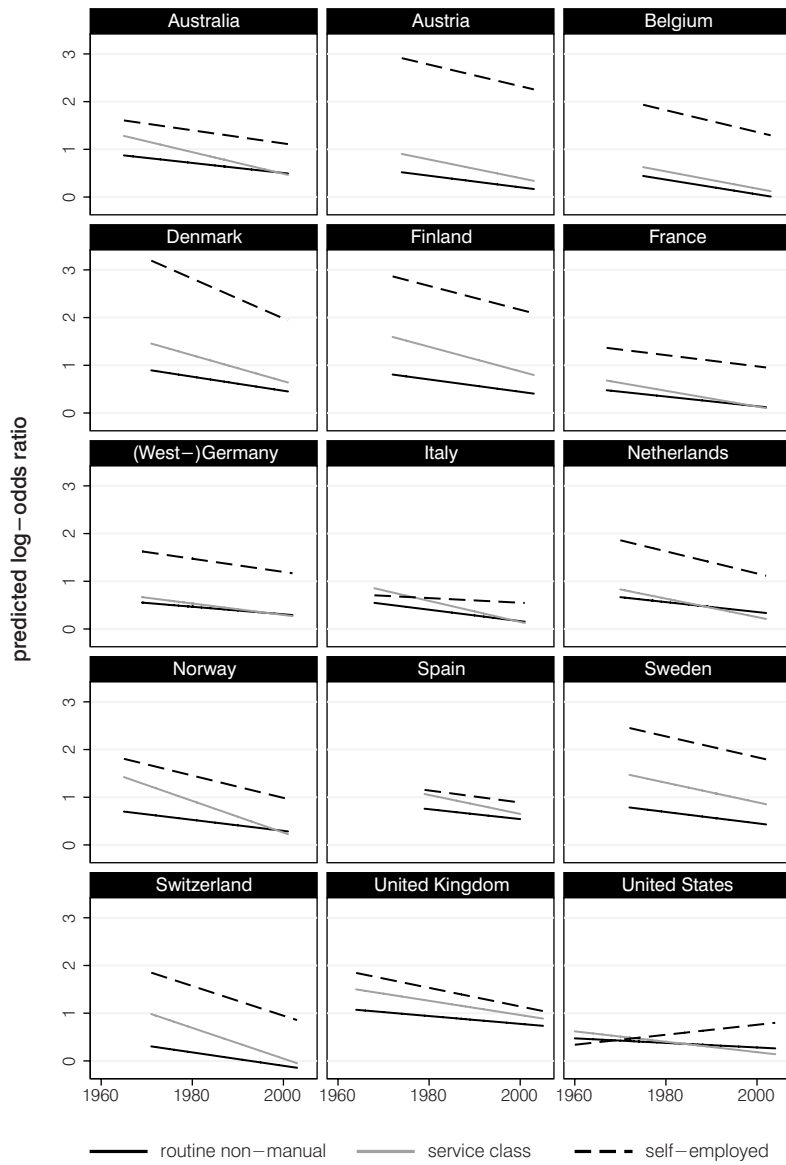 Australia Austria Belgium
3
2
1
0
Denmark Finland France
3
2
1
0
(West−)Germany Italy Netherlands
3
2
1
0
Norway Spain Sweden
3
2
1
0
Switzerland United Kingdom United States
3
2
1
0
predicted log−odds ratio
1960 1980 2000 1960 1980 2000 1960 1980 2000
routine non−manual service class self−employed